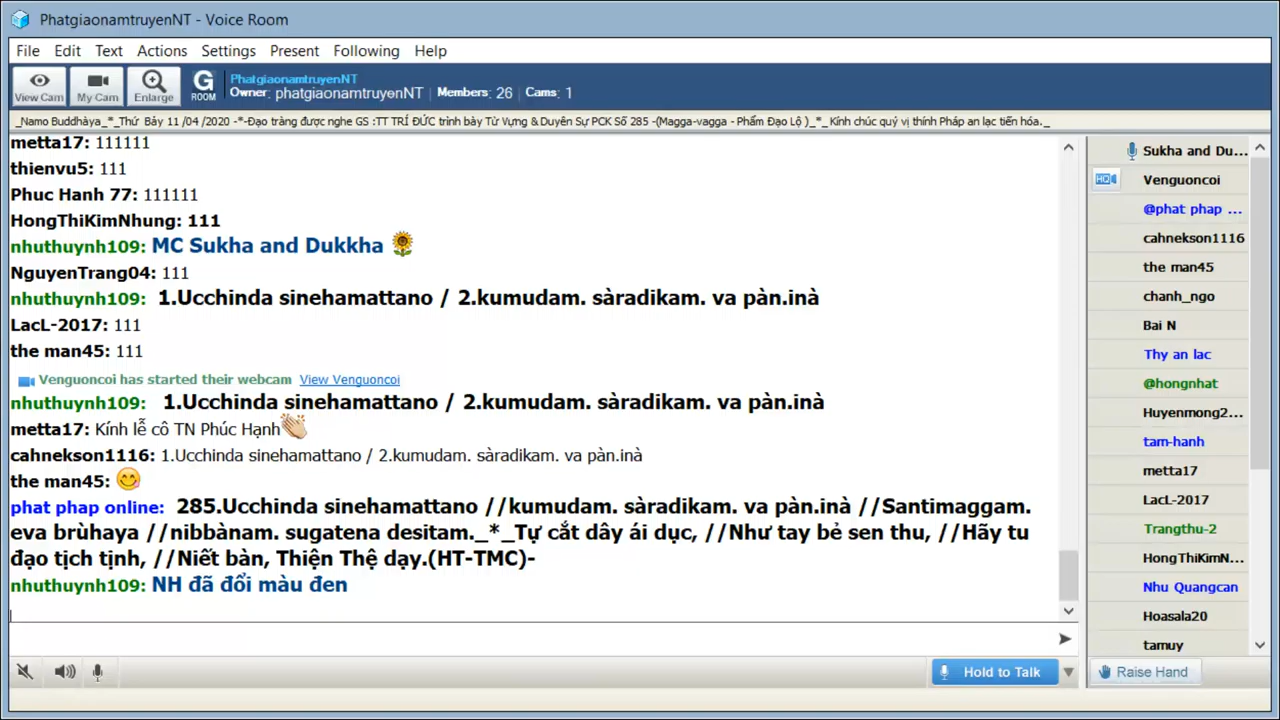 PhatgiaonamtruyenNT - Voice Room
File Edit Text Actions Settings Present Following Help
View Cam My Cam Enlarge G ROOM PhatgiaonamtruyenNT
Owner: phatgiaonamtruyenNT Members: 26 Cams: 1
_Namo Buddhàya_*_Thứ Bảy 11 /04 /2020 -*-Đạo tràng được nghe GS :TT TRÍ ĐỨC trình bày Từ Vựng & Duyên Sự PCK Số 285 -(Magga-vagga - Phẩm Đạo Lộ )_*_ Kính chúc quý vị thính Pháp an lạc tiến hóa._
metta17: 111111
thienvu5: 111
Phuc Hanh 77: 111111
HongThiKimNhung: 111
nhuthuynh109: MC Sukha and Dukkha 🌻
NguyenTrang04: 111
nhuthuynh109: 1.Ucchinda sinehamattano / 2.kumudam. sàradikam. va pàn.inà
LacL-2017: 111
the man45: 111
Venguoncoi has started their webcam View Venguoncoi
nhuthuynh109: 1.Ucchinda sinehamattano / 2.kumudam. sàradikam. va pàn.inà
metta17: Kính lễ cô TN Phúc Hạnh👏
cahnekson1116: 1.Ucchinda sinehamattano / 2.kumudam. sàradikam. va pàn.inà
the man45: 😋
phat phap online: 285.Ucchinda sinehamattano //kumudam. sàradikam. va pàn.inà //Santimaggam.
eva brùhaya //nibbànam. sugatena desitam._*_Tự cắt dây ái dục, //Như tay bẻ sen thu, //Hãy tu
đạo tịch tịnh, //Niết bàn, Thiện Thệ dạy.(HT-TMC)-
nhuthuynh109: NH đã đổi màu đen
Hold to Talk
Sukha and Du...
HQ Venguoncoi
@phat phap ...
cahnekson1116
the man45
chanh_ngo
Bai N
Thy an lac
@hongnhat
Huyenmong2...
tam-hanh
metta17
LacL-2017
Trangthu-2
HongThiKimN...
Nhu Quangcan
Hoasala20
tamuy
Raise Hand